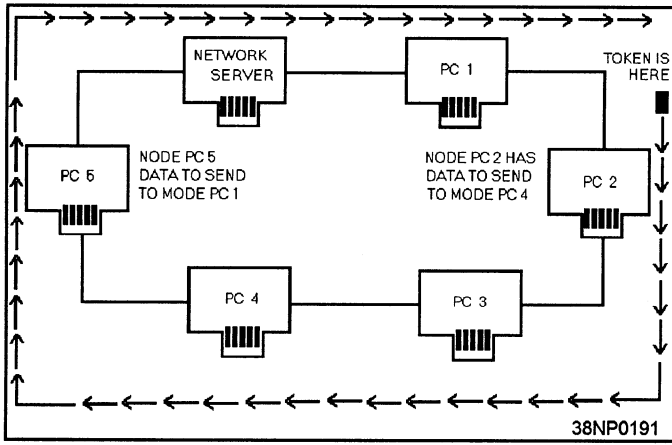 NETWORK
SERVER
PC 1
TOKEN IS
HERE
PC 5
NODE PC 5
DATA TO SEND
TO MODE PC 1
NODE PC 2 HAS
DATA TO SEND
TO MODE PC 4
PC 2
PC 4
PC 3
38NP0191